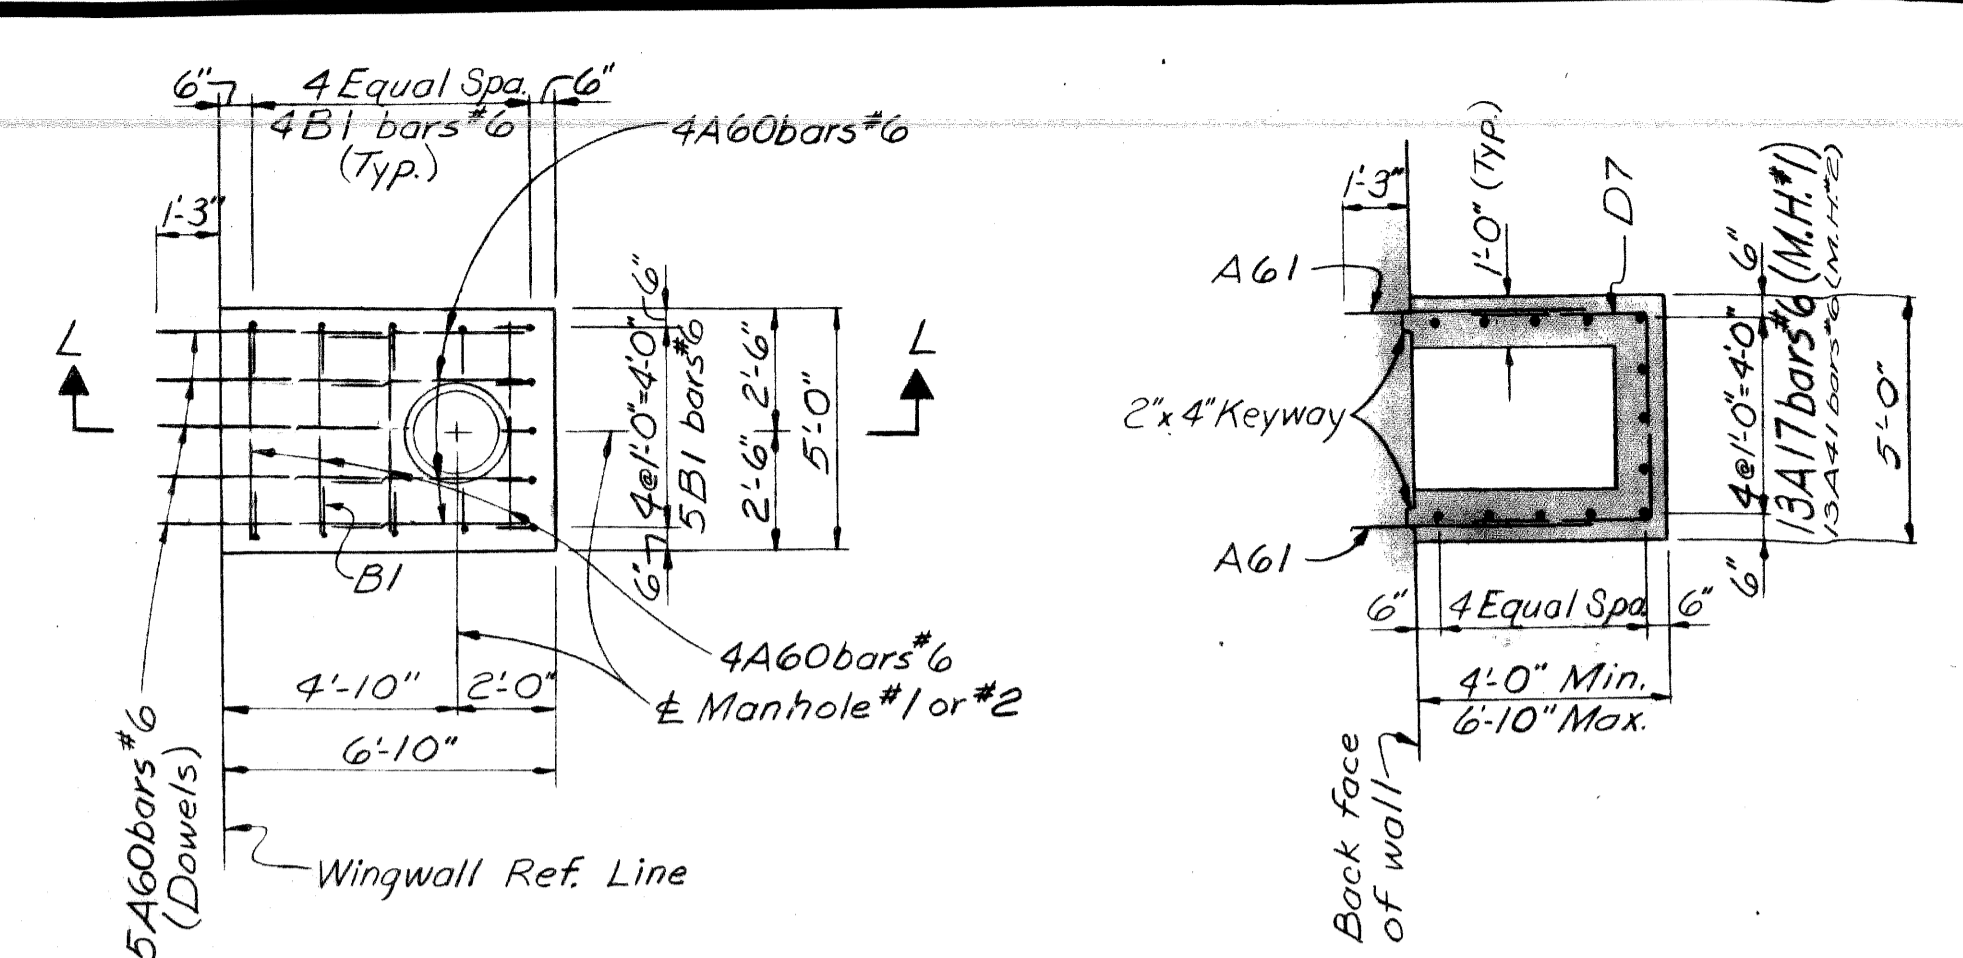 6" 4 Equal Spa. 6"
4B1 bars #6
(Typ.)
4A60bars#6
1'-3"
L
L
6"
4@1'-0"=4'-0"
5B1 bars #6
6"
2'-6" 2'-6"
5'-0"
B1
4A60bars#6
℄ Manhole #1 or #2
4'-10" 2'-0"
6'-10"
5A60bars#6
(Dowels)
Wingwall Ref. Line
1'-3"
1'-0" (Typ.)
D7
A61
2"x 4" Keyway
A61
6"
4@1'-0"=4'-0"
6"
13A17bars#6(M.H.#1)
13A41bars#6(M.H.#2)
5'-0"
6" 4 Equal Spa. 6"
4'-0" Min.
6'-10" Max.
Back face
of wall